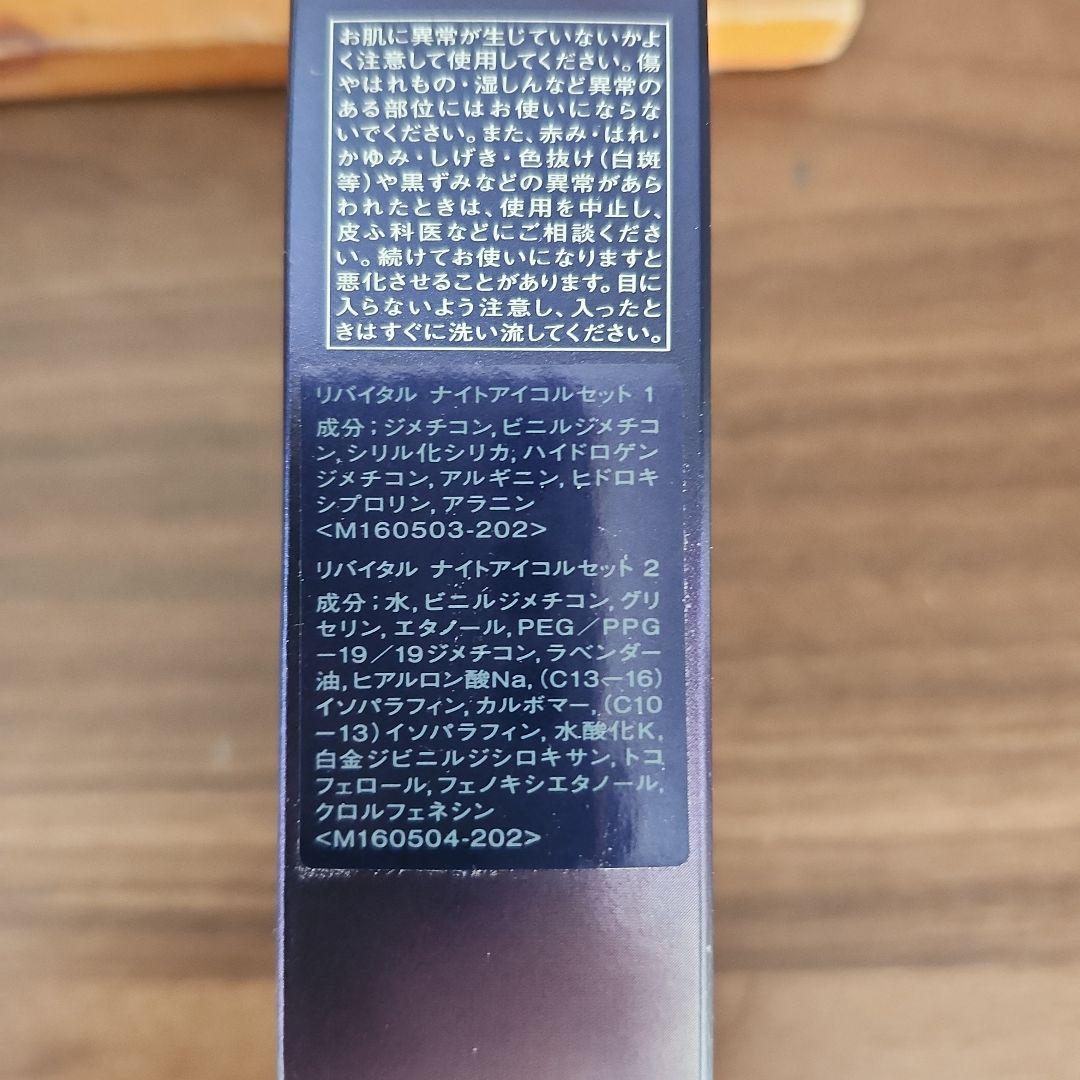 お肌に異常が生じていないかよ
く注意して使用してください。傷
やはれもの・湿しんなど異常の
ある部位にはお使いにならな
いでください。また、赤み・はれ・
かゆみ・しげき・色抜け(白斑
等)や黒ずみなどの異常があら
われたときは、使用を中止し、
皮ふ科医などにご相談くださ
い。続けてお使いになりますと
悪化させることがあります。目に
入らないよう注意し、入ったと
きはすぐに洗い流してください。
リバイタル ナイトアイコルセット 1
成分;ジメチコン,ビニルジメチコ
ン,シリル化シリカ,ハイドロゲン
ジメチコン,アルギニン,ヒドロキ
シプロリン,アラニン
<M160503-202>
リバイタル ナイトアイコルセット 2
成分;水,ビニルジメチコン,グリ
セリン,エタノール,PEG/PPG
-19/19ジメチコン,ラベンダー
油,ヒアルロン酸Na,(C13-16)
イソパラフィン,カルボマー,(C10
-13)イソパラフィン,水酸化K,
白金ジビニルジシロキサン,トコ
フェロール,フェノキシエタノール,
クロルフェネシン
<M160504-202>